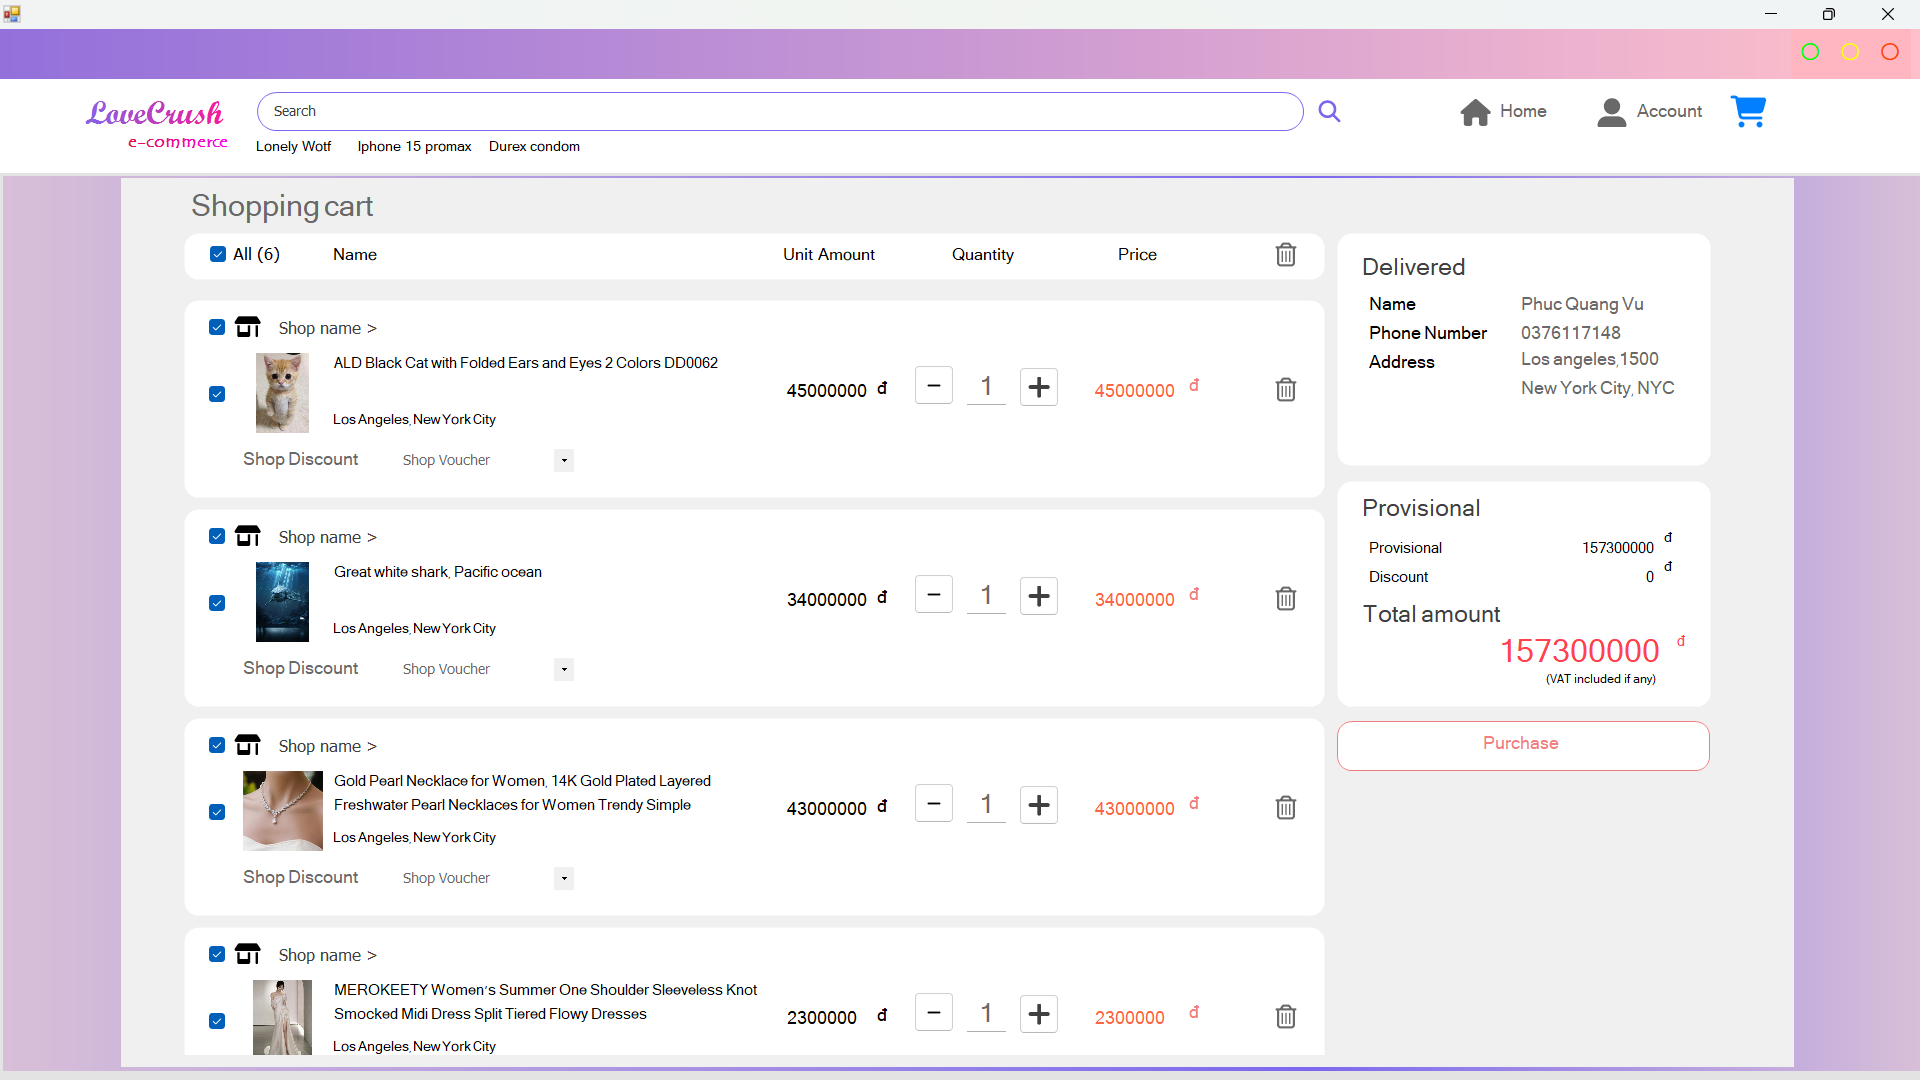 LoveCrush
e-commerce
Search
Home
Account
Lonely Wotf
Iphone 15 promax
Durex condom
Shopping cart
All (6)
Name
Unit Amount
Quantity
Price
Shop name >
ALD Black Cat with Folded Ears and Eyes 2 Colors DD0062
Los Angeles, New York City
45000000 đ
1
45000000 đ
Shop Discount
Shop Voucher
Shop name >
Great white shark, Pacific ocean
Los Angeles, New York City
34000000 đ
1
34000000 đ
Shop Discount
Shop Voucher
Shop name >
Gold Pearl Necklace for Women, 14K Gold Plated Layered
Freshwater Pearl Necklaces for Women Trendy Simple
Los Angeles, New York City
43000000 đ
1
43000000 đ
Shop Discount
Shop Voucher
Shop name >
MEROKEETY Women's Summer One Shoulder Sleeveless Knot
Smocked Midi Dress Split Tiered Flowy Dresses
Los Angeles, New York City
2300000 đ
1
2300000 đ
Delivered
Name Phuc Quang Vu
Phone Number 0376117148
Address Los angeles,1500
New York City, NYC
Provisional
Provisional 157300000 đ
Discount 0 đ
Total amount
157300000 đ
(VAT included if any)
Purchase